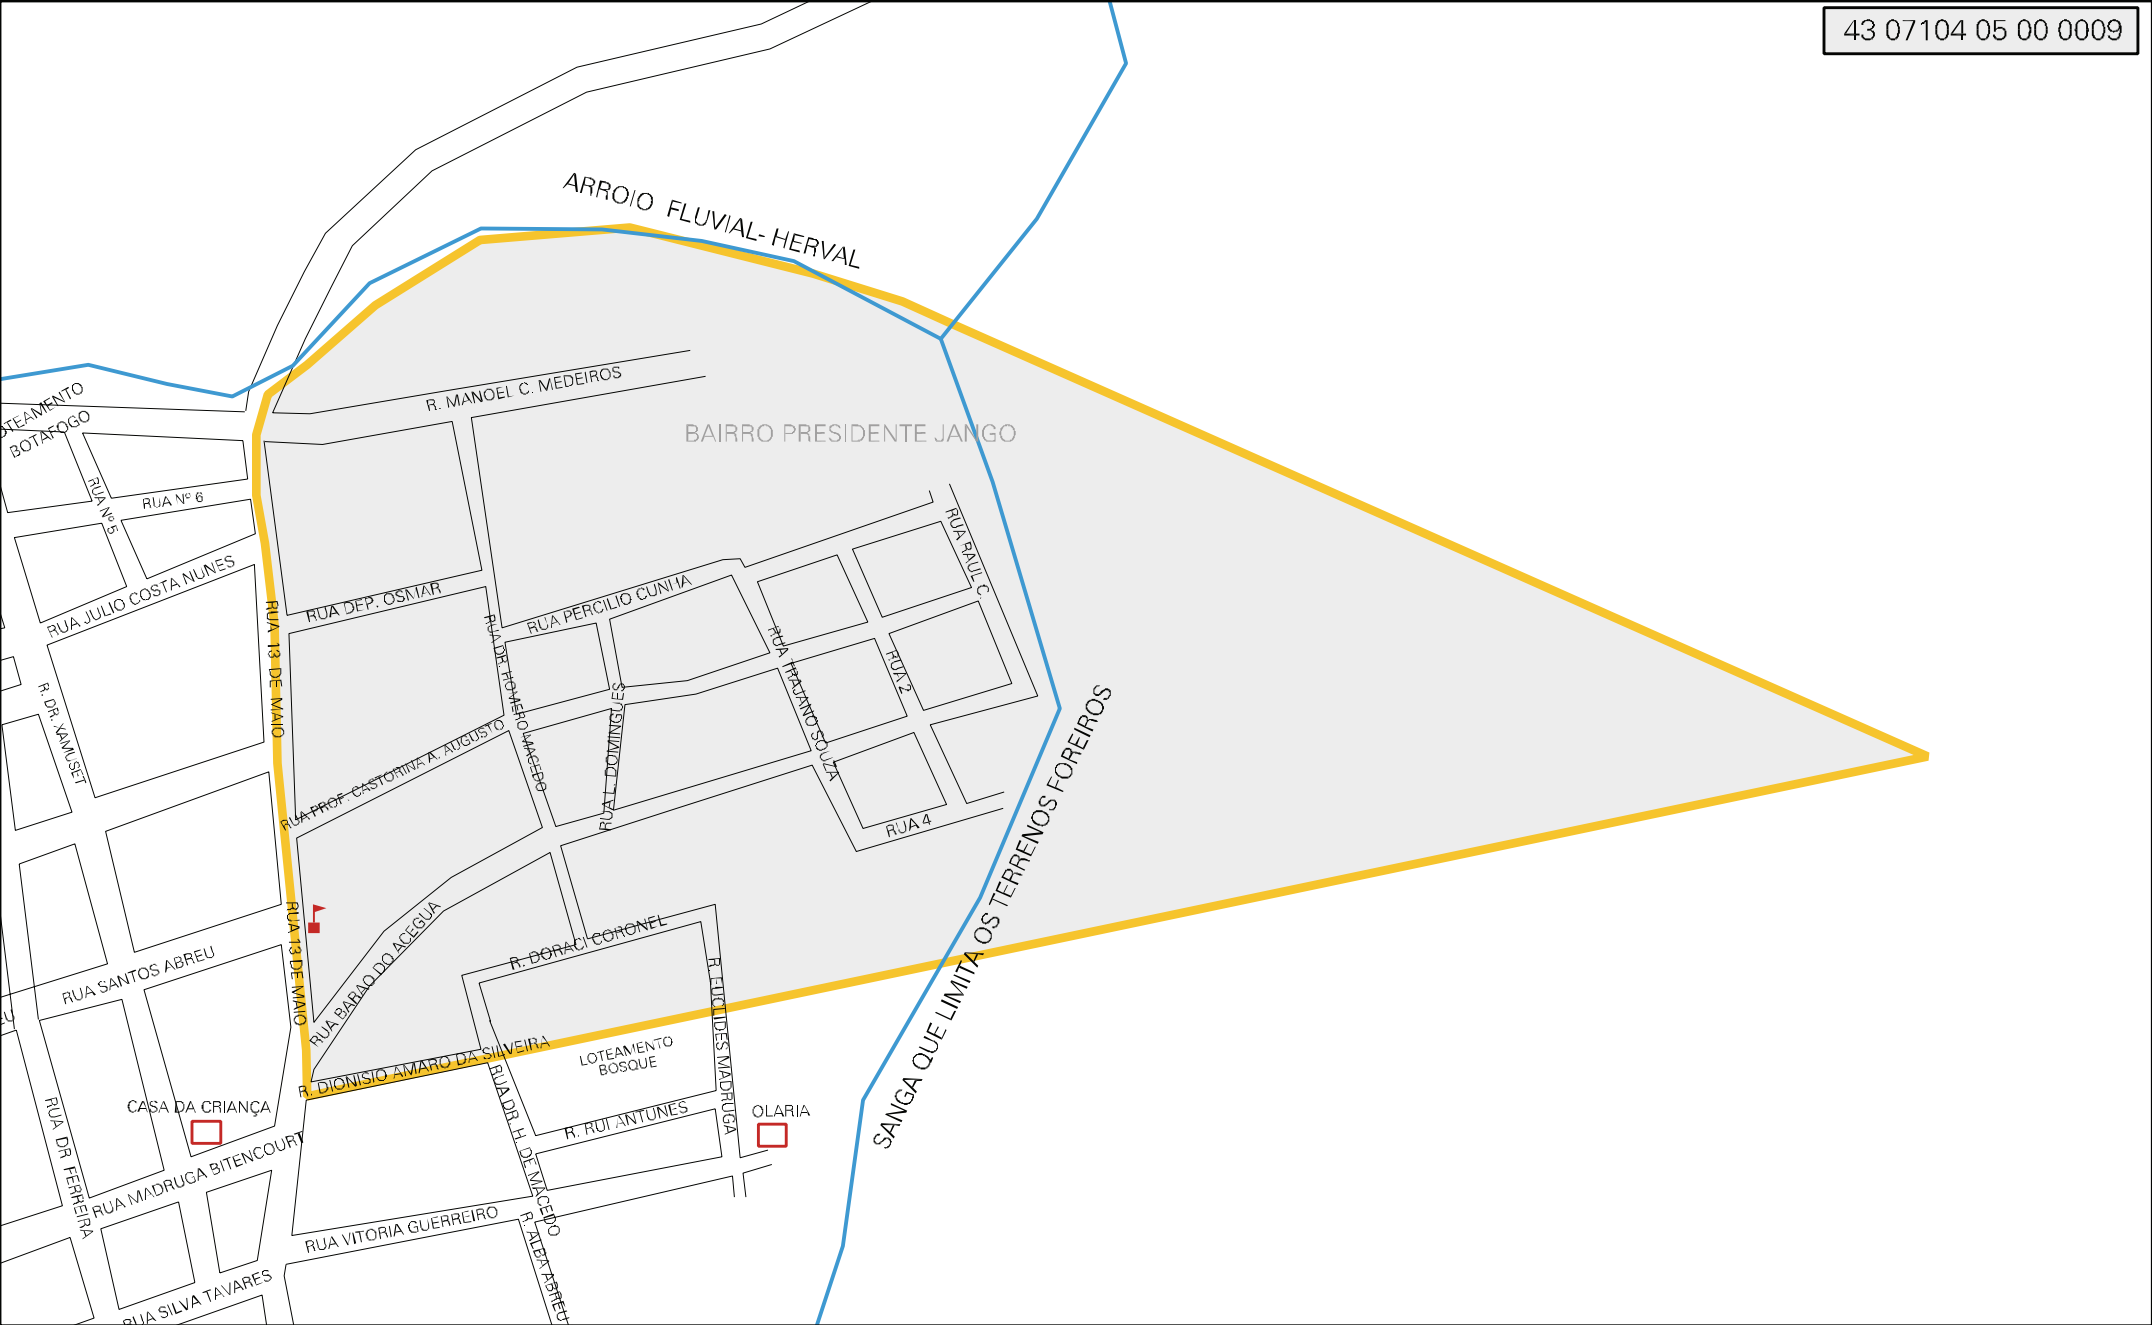 43 07104 05 00 0009
ARROIO FLUVIAL- HERVAL
OTEAMENTO
BOTAFOGO
R. MANOEL C. MEDEIROS
BAIRRO PRESIDENTE JANGO
RUA Nº 5
RUA Nº 6
RUA JULIO COSTA NUNES
RUA RAUL C.
RUA DEP. OSMAR
RUA PERCILIO CUNHA
RUA 13 DE MAIO
RUA DR. HOMERO MACEDO
RUA TRAJANO SOUZA
RUA 2
R. DR. XAMUSET
RUA L. DOMINGUES
RUA PROF. CASTORINA A. AUGUSTO
RUA 4
SANGA QUE LIMITA OS TERRENOS FOREIROS
RUA 13 DE MAIO
RUA BARAO DO ACEGUA
R. DORACI CORONEL
RUA SANTOS ABREU
EU
R. EUCLIDES MADRUGA
R. DIONISIO AMARO DA SILVEIRA
LOTEAMENTO
BOSQUE
RUA DR. H. DE MACEDO
CASA DA CRIANÇA
R. RUI ANTUNES
OLARIA
RUA DR FERREIRA
RUA MADRUGA BITENCOURT
RUA VITORIA GUERREIRO
R. ALBA ABREU
RUA SILVA TAVARES